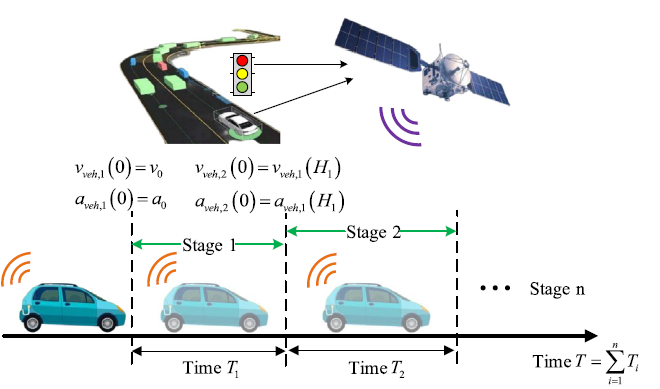 v_{veh,1}(0)=v_0 v_{veh,2}(0)=v_{veh,1}(H_1)
a_{veh,1}(0)=a_0 a_{veh,2}(0)=a_{veh,1}(H_1)
Stage 1
Stage 2
••• Stage n
Time T_1
Time T_2
Time T=\sum_{i=1}^{n}T_i